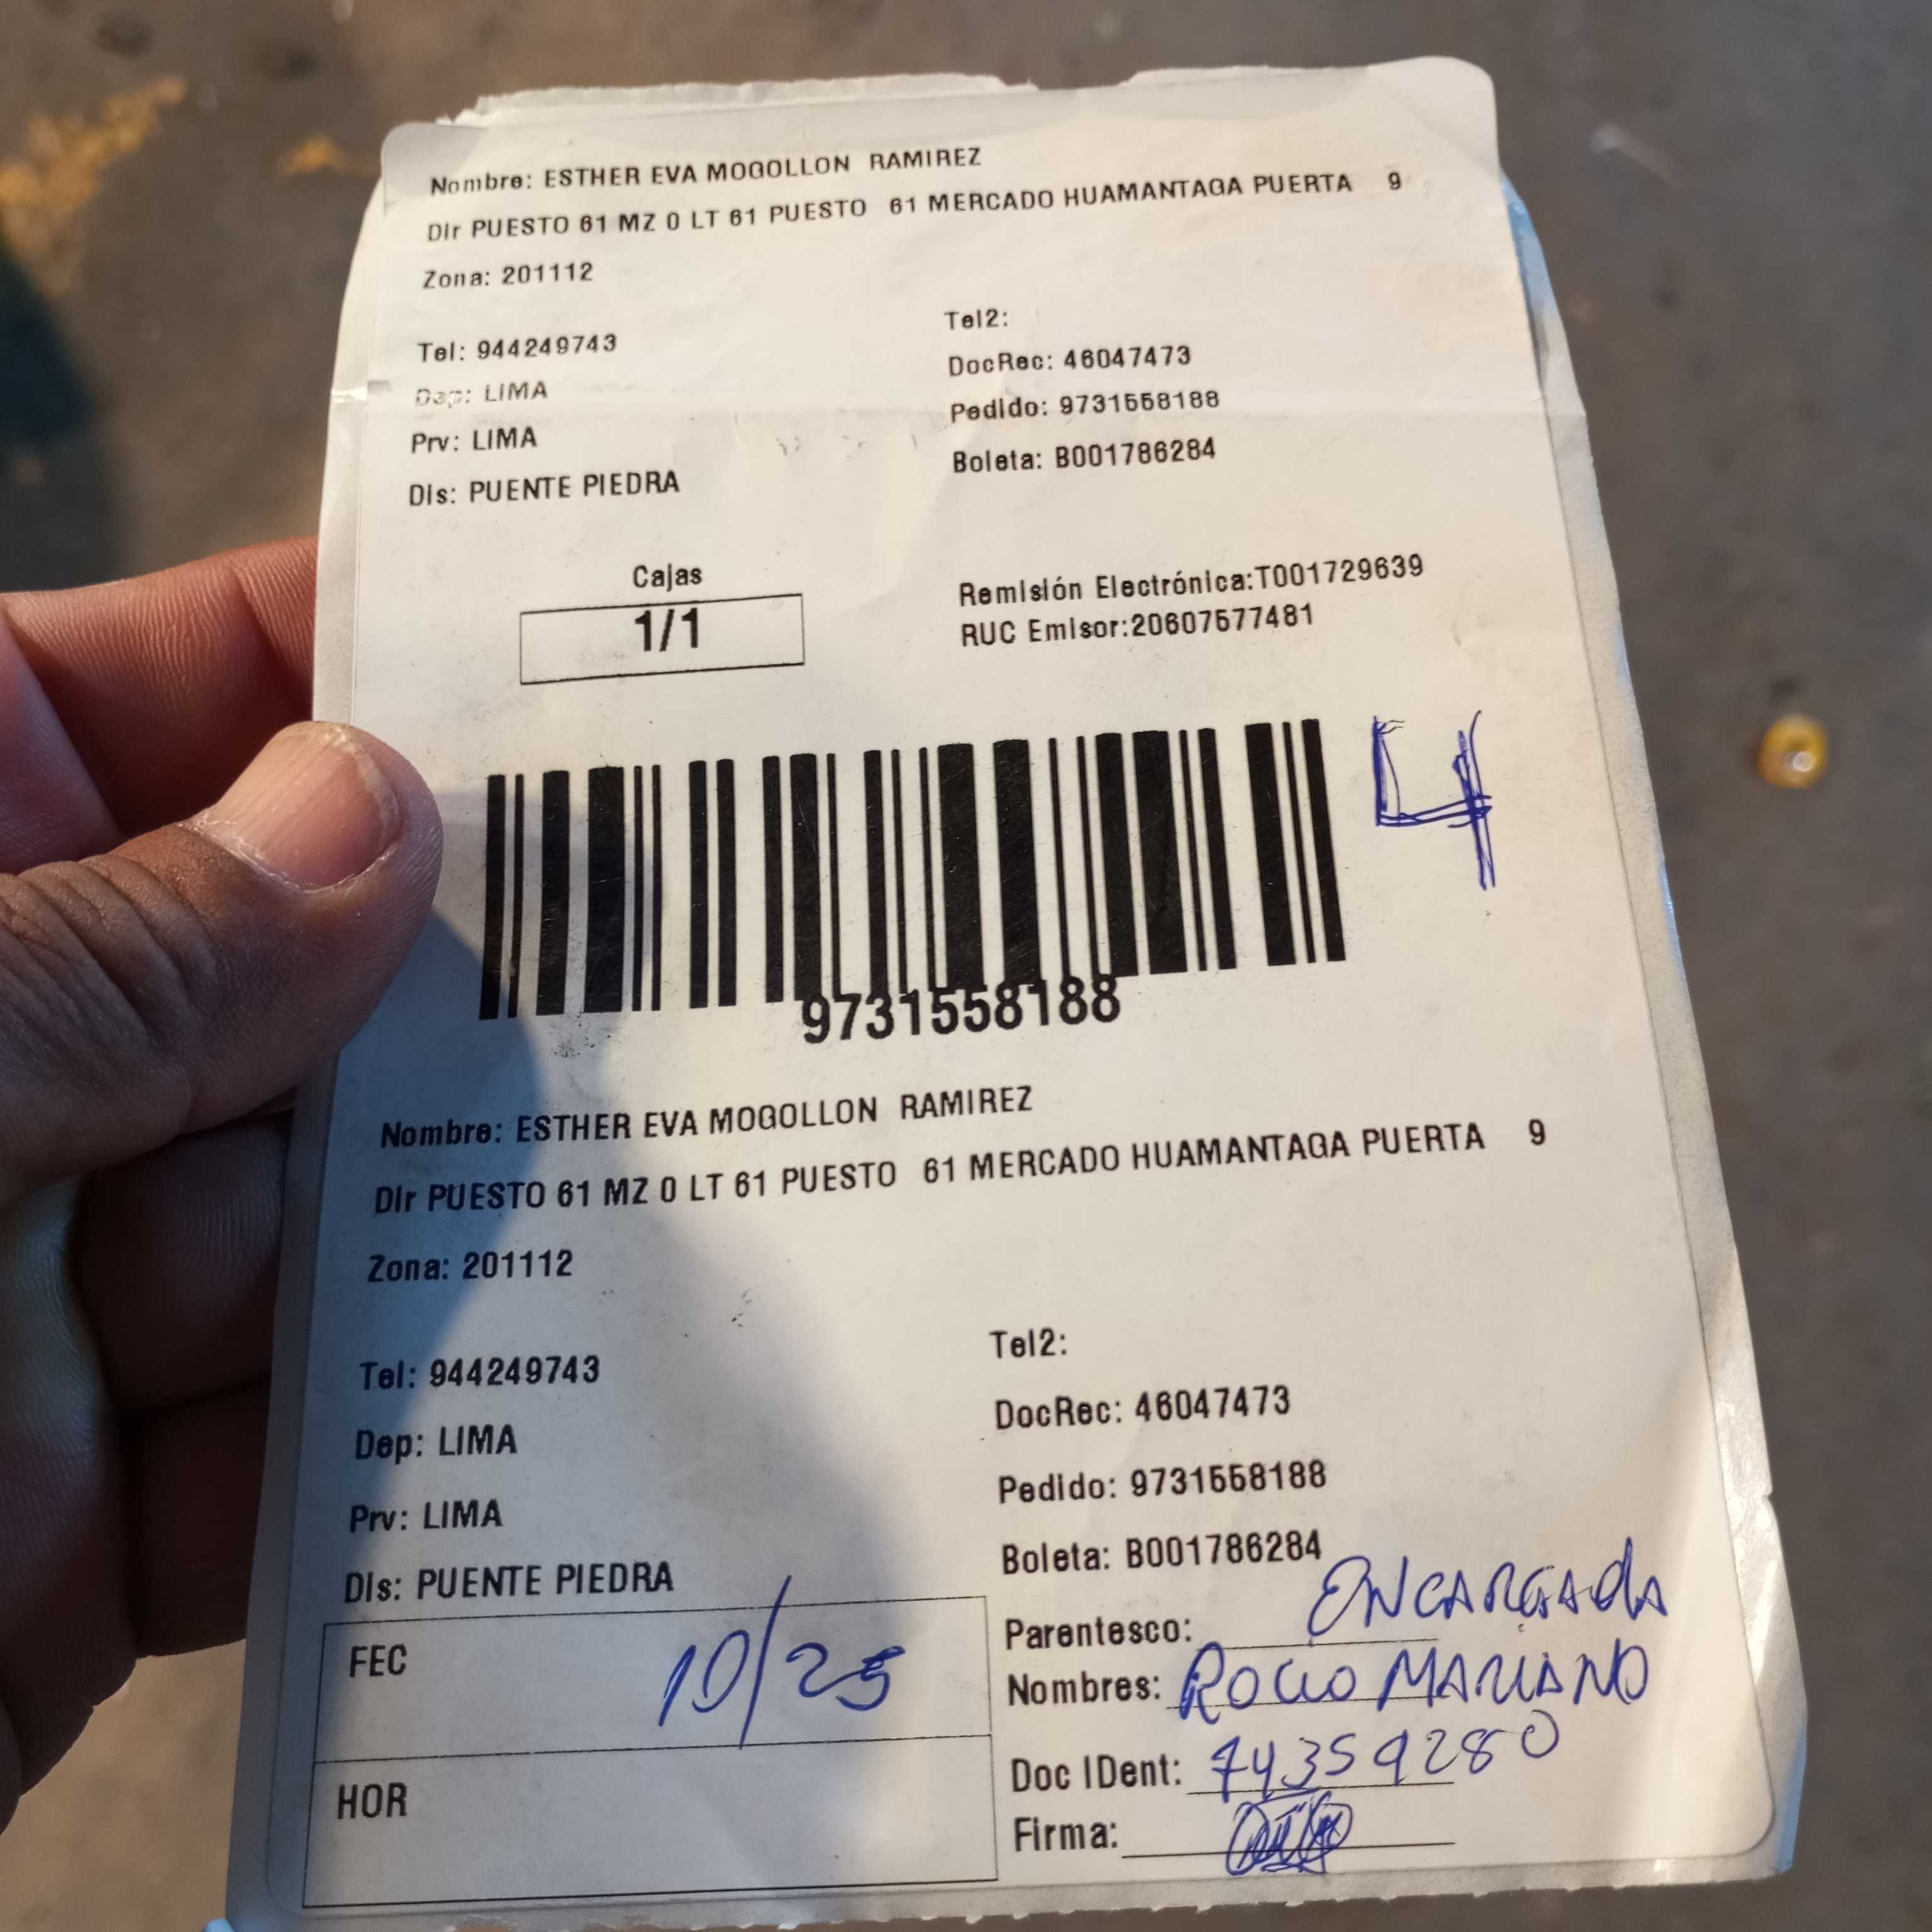 Nombre: ESTHER EVA MOGOLLON RAMIREZ
Dir PUESTO 61 MZ 0 LT 61 PUESTO 61 MERCADO HUAMANTAGA PUERTA 9
Zona: 201112
Tel: 944249743
Tel2:
DocRec: 46047473
Dep: LIMA
Pedido: 9731558188
Prv: LIMA
Boleta: B001786284
Dis: PUENTE PIEDRA
Cajas
1/1
Remisión Electrónica:T001729639
RUC Emisor:20607577481
4
9731558188
Nombre: ESTHER EVA MOGOLLON RAMIREZ
Dir PUESTO 61 MZ 0 LT 61 PUESTO 61 MERCADO HUAMANTAGA PUERTA 9
Zona: 201112
Tel: 944249743
Tel2:
DocRec: 46047473
Dep: LIMA
Pedido: 9731558188
Prv: LIMA
Boleta: B001786284
Dis: PUENTE PIEDRA
FEC 10/25
HOR
Parentesco: ENCARGADA
Nombres: ROCIO MARIANO
Doc IDent: 74359280
Firma: